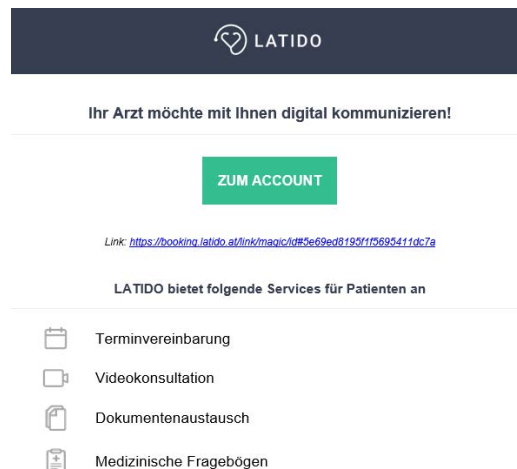 LATIDO
Ihr Arzt möchte mit Ihnen digital kommunizieren!
ZUM ACCOUNT
Link: https://booking.latido.at/link/magic/id#5e69ed8195f1f5695411dc7a
LATIDO bietet folgende Services für Patienten an
Terminvereinbarung
Videokonsultation
Dokumentenaustausch
Medizinische Fragebögen